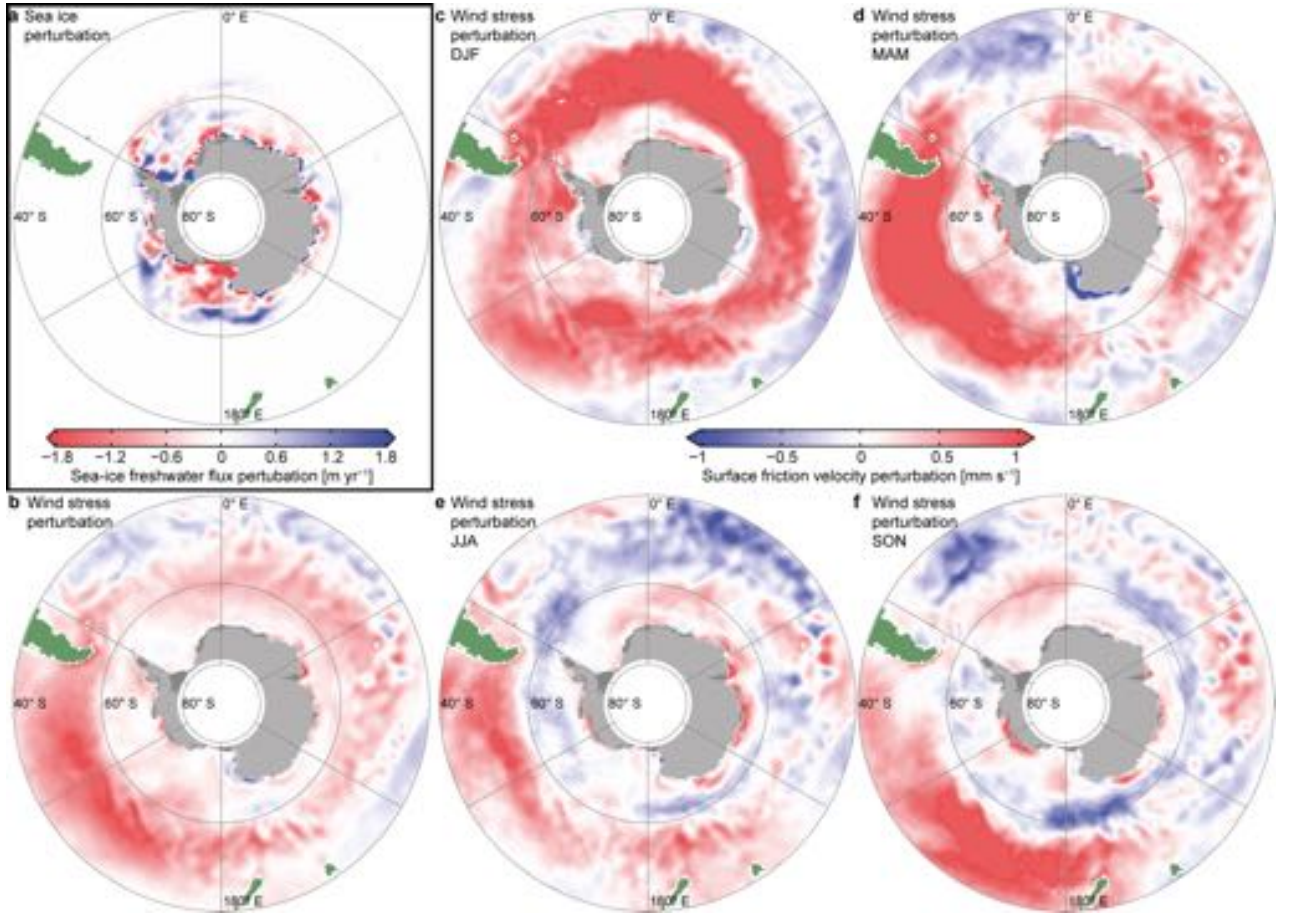 a Sea ice
perturbation
0° E
40° S
60° S
80° S
180° E
−1.8 −1.2 −0.6 0 0.6 1.2 1.8
Sea-ice freshwater flux pertubation [m yr⁻¹]
c Wind stress
perturbation
DJF
0° E
40° S
60° S
80° S
180° E
d Wind stress
perturbation
MAM
0° E
40° S
60° S
80° S
180° E
−1 −0.5 0 0.5 1
Surface friction velocity perturbation [mm s⁻¹]
b Wind stress
perturbation
0° E
40° S
60° S
80° S
180° E
e Wind stress
perturbation
JJA
0° E
40° S
60° S
80° S
180° E
f Wind stress
perturbation
SON
0° E
40° S
60° S
80° S
180° E